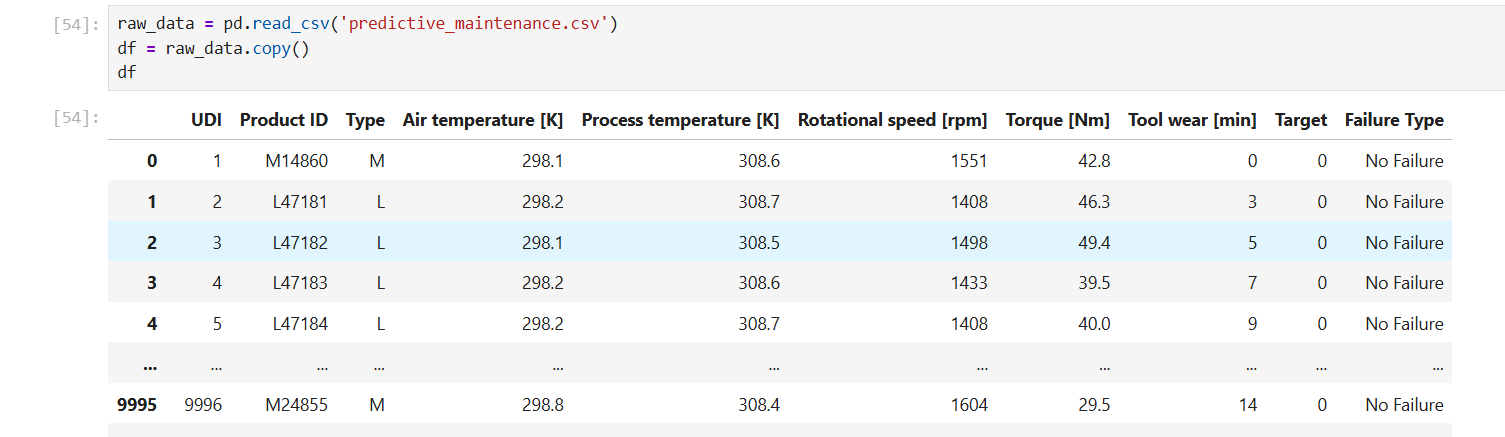 [54]: raw_data = pd.read_csv('predictive_maintenance.csv')
df = raw_data.copy()
df
[54]: UDI Product ID Type Air temperature [K] Process temperature [K] Rotational speed [rpm] Torque [Nm] Tool wear [min] Target Failure Type
0 1 M14860 M 298.1 308.6 1551 42.8 0 0 No Failure
1 2 L47181 L 298.2 308.7 1408 46.3 3 0 No Failure
2 3 L47182 L 298.1 308.5 1498 49.4 5 0 No Failure
3 4 L47183 L 298.2 308.6 1433 39.5 7 0 No Failure
4 5 L47184 L 298.2 308.7 1408 40.0 9 0 No Failure
... ... ... ... ... ... ... ... ... ... ...
9995 9996 M24855 M 298.8 308.4 1604 29.5 14 0 No Failure